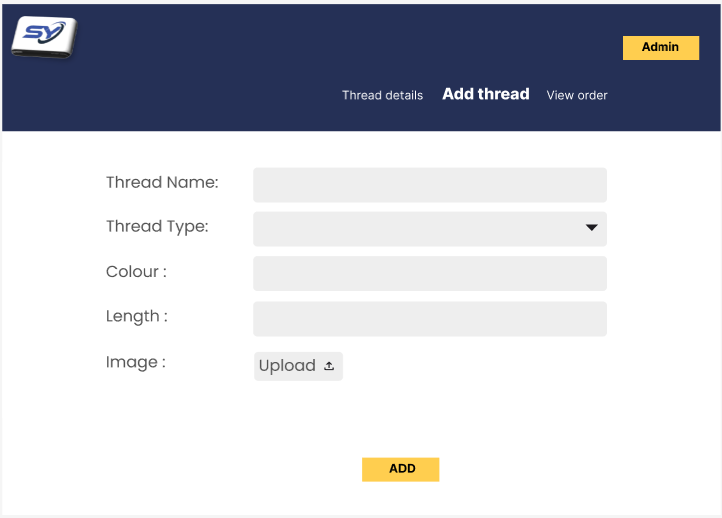 SY
Admin
Thread details Add thread View order
Thread Name:
Thread Type:
Colour :
Length :
Image : Upload
ADD